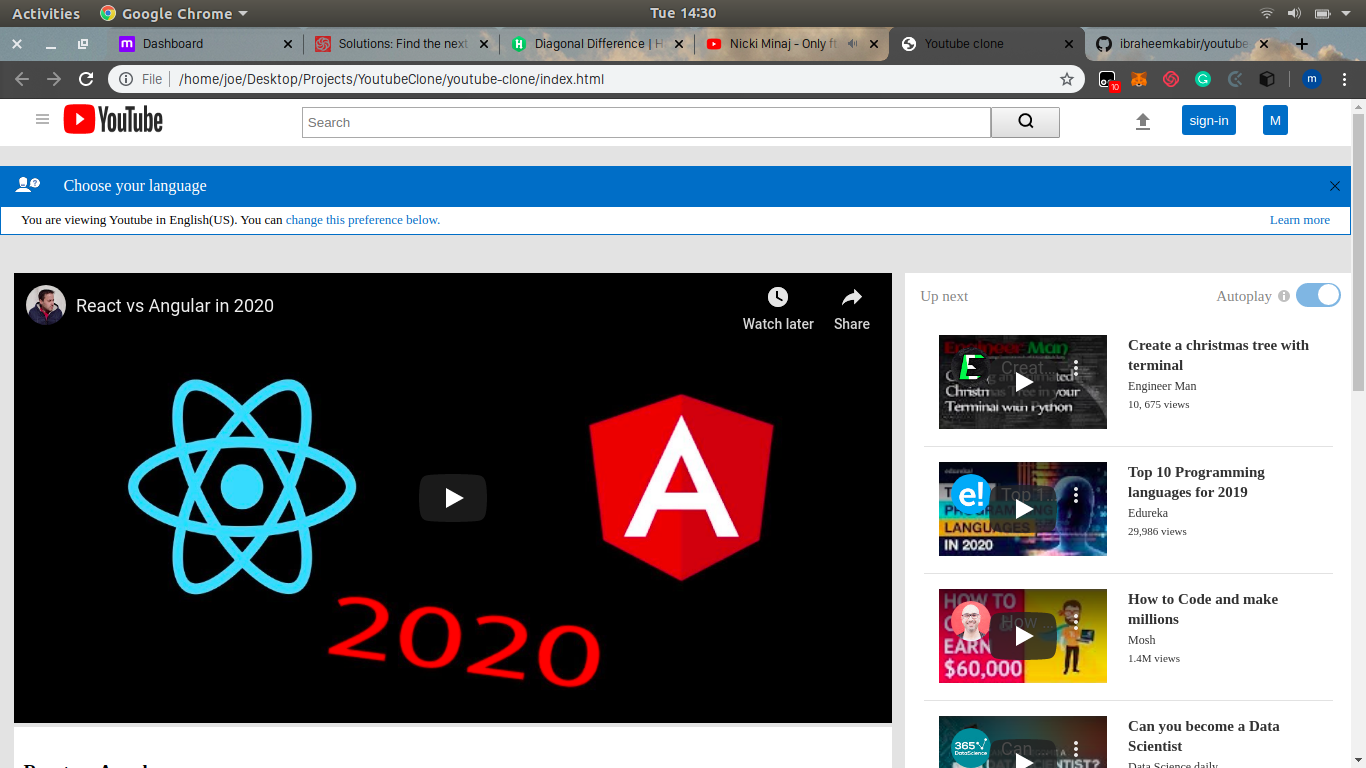 Activities Google Chrome Tue 14:30
Dashboard Solutions: Find the next Diagonal Difference | H Nicki Minaj - Only ft Youtube clone ibraheemkabir/youtube
File /home/joe/Desktop/Projects/YoutubeClone/youtube-clone/index.html 10 m
YouTube Search sign-in M
Choose your language
You are viewing Youtube in English(US). You can change this preference below. Learn more
React vs Angular in 2020
Watch later Share
2020
Up next Autoplay
Engineer Man
Creat
Christm
Terminal with Python
Create a christmas tree with
terminal
Engineer Man
10, 675 views
e! Top 1
LANGUAGES
IN 2020
Top 10 Programming
languages for 2019
Edureka
29,986 views
HOW TO
How ...
EARN
$60,000
How to Code and make
millions
Mosh
1.4M views
365
DataScience
Can ...
Can you become a Data
Scientist
Data Science daily